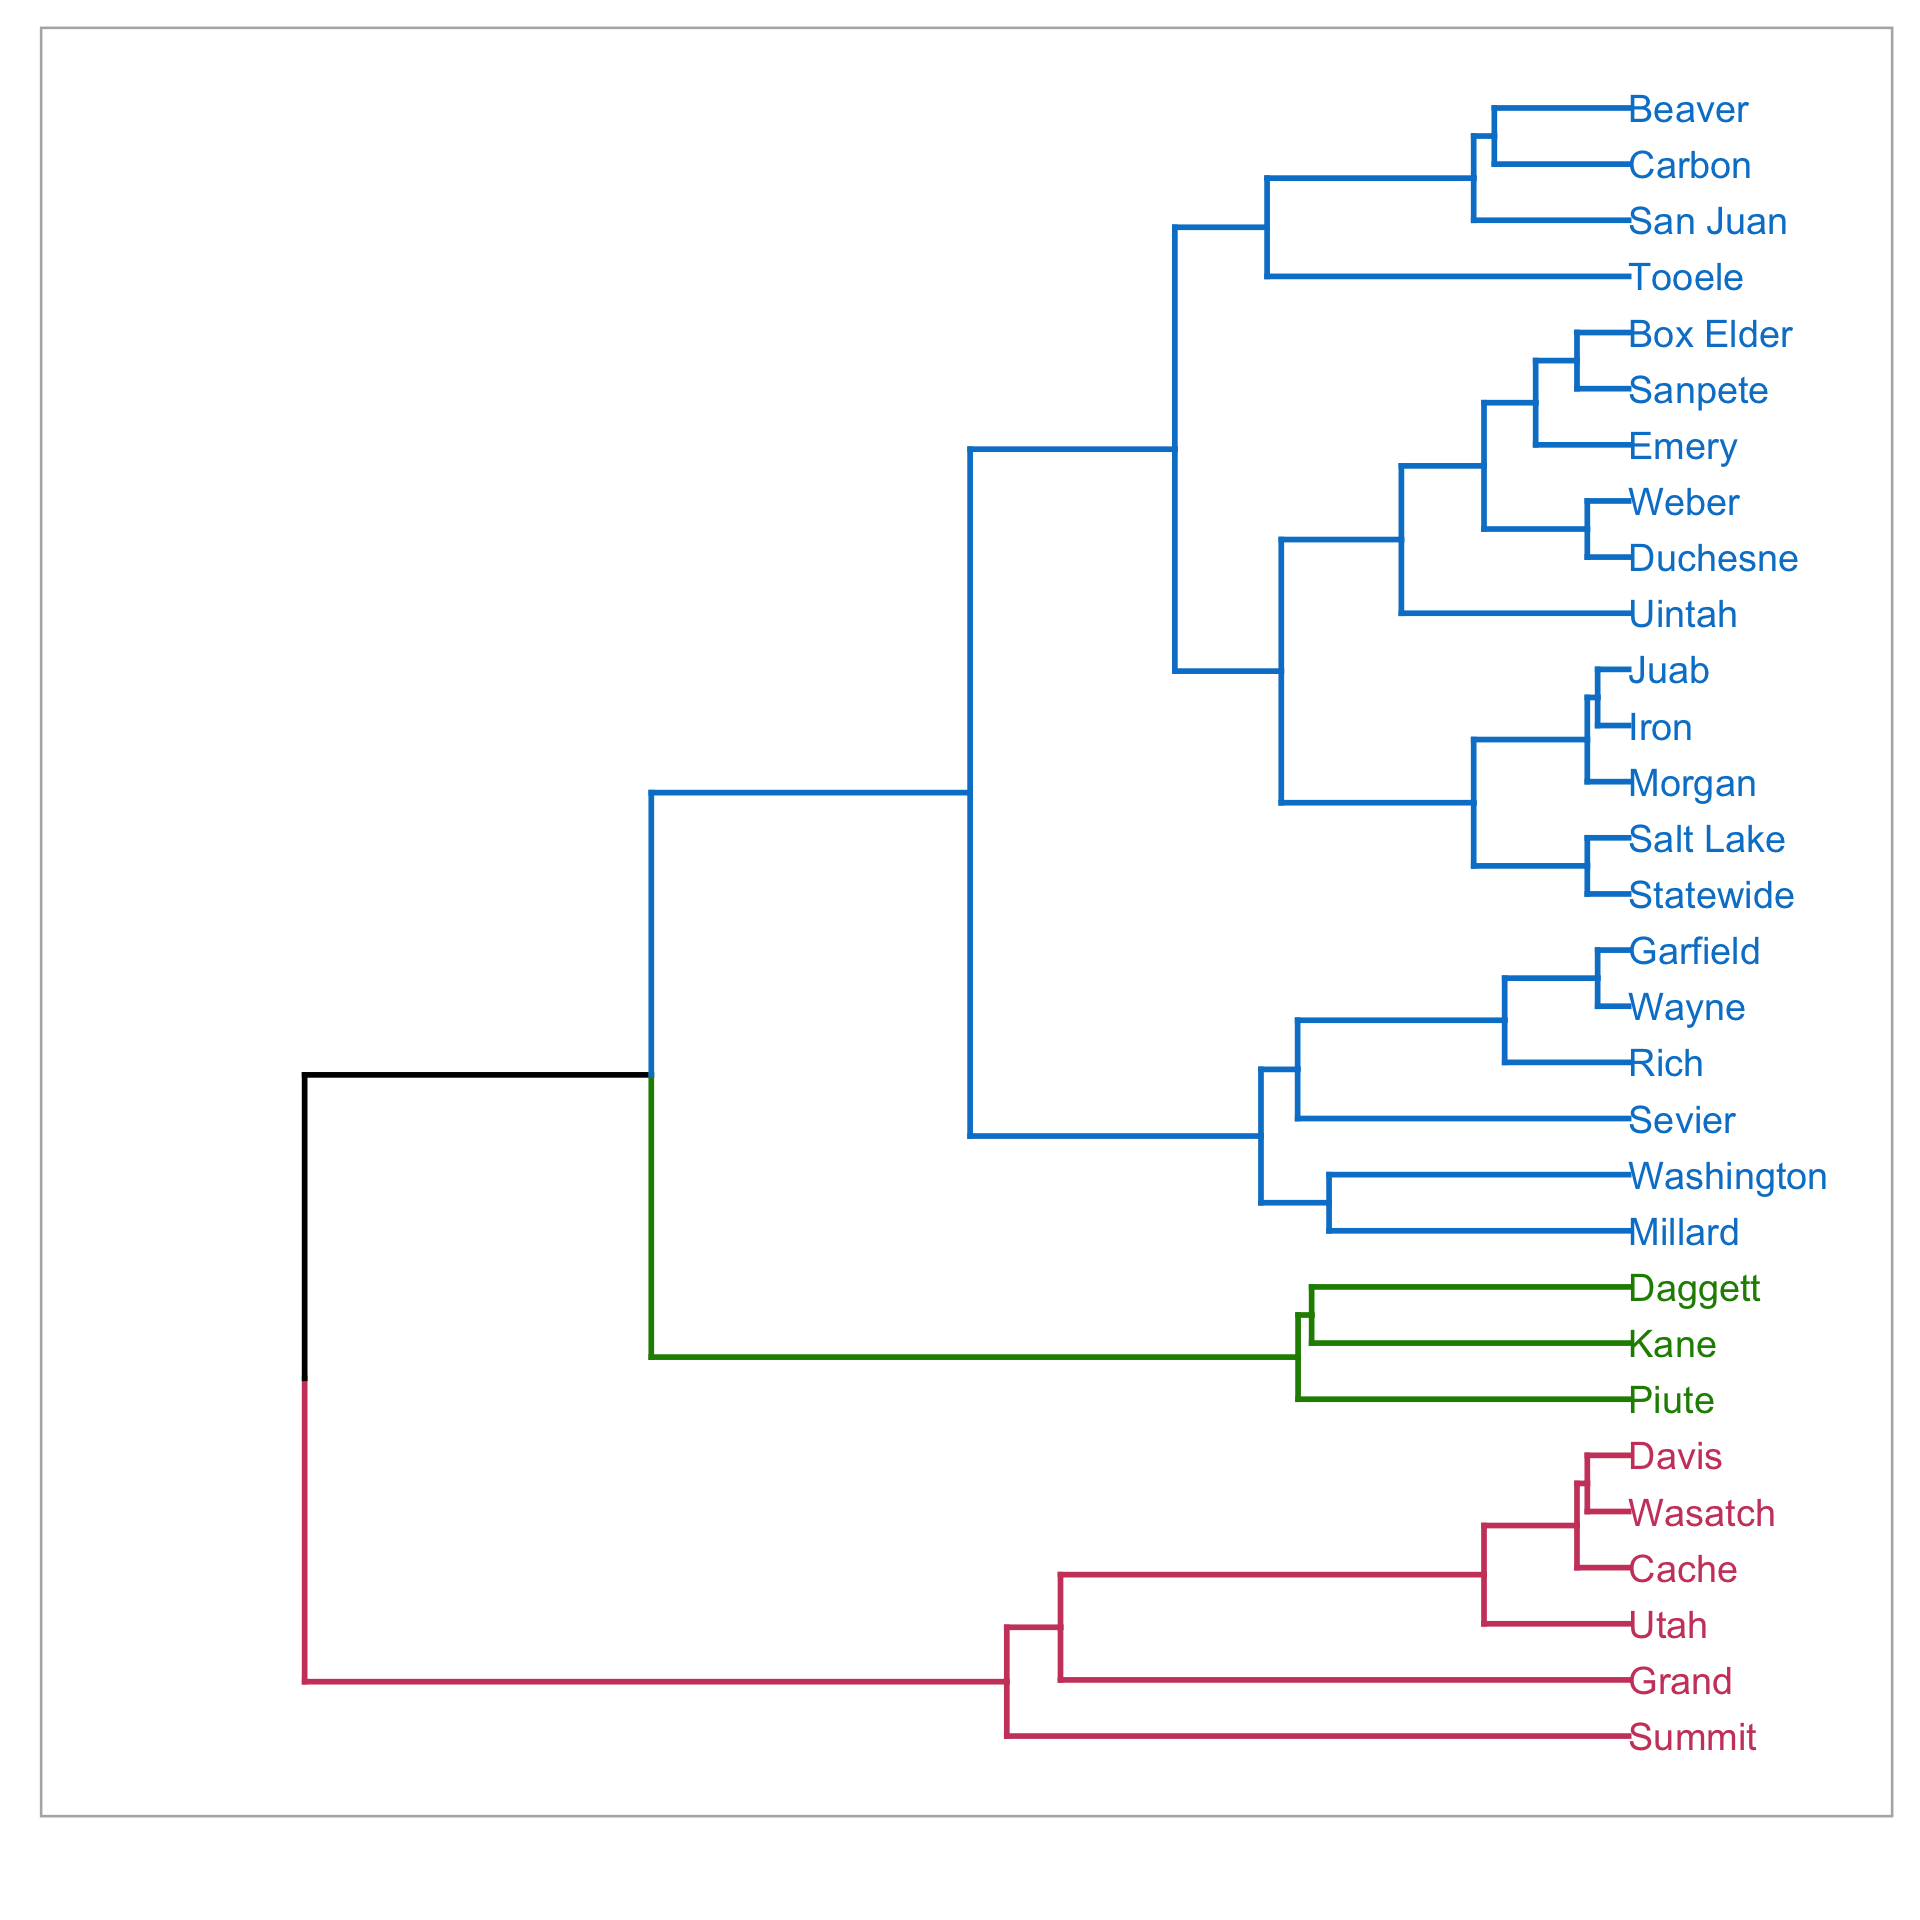 Beaver
Carbon
San Juan
Tooele
Box Elder
Sanpete
Emery
Weber
Duchesne
Uintah
Juab
Iron
Morgan
Salt Lake
Statewide
Garfield
Wayne
Rich
Sevier
Washington
Millard
Daggett
Kane
Piute
Davis
Wasatch
Cache
Utah
Grand
Summit